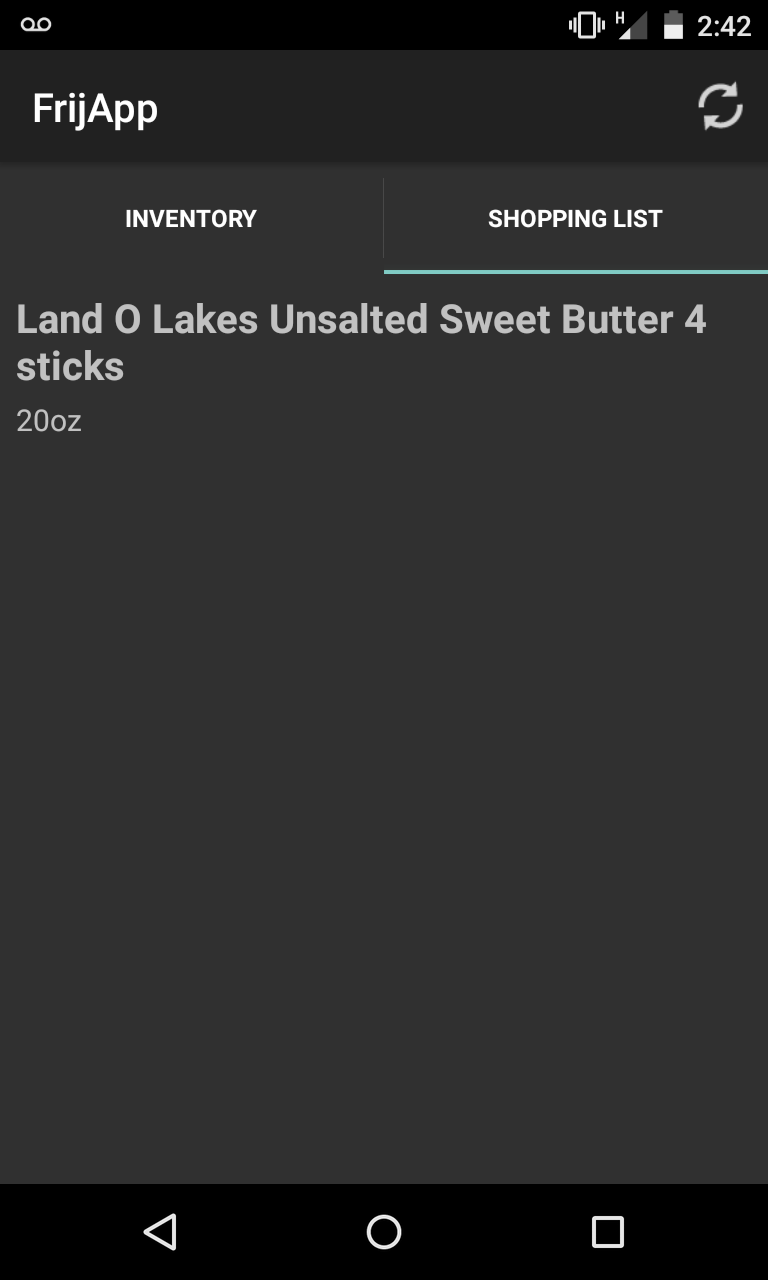 H 2:42
FrijApp
INVENTORY SHOPPING LIST
Land O Lakes Unsalted Sweet Butter 4
sticks
20oz